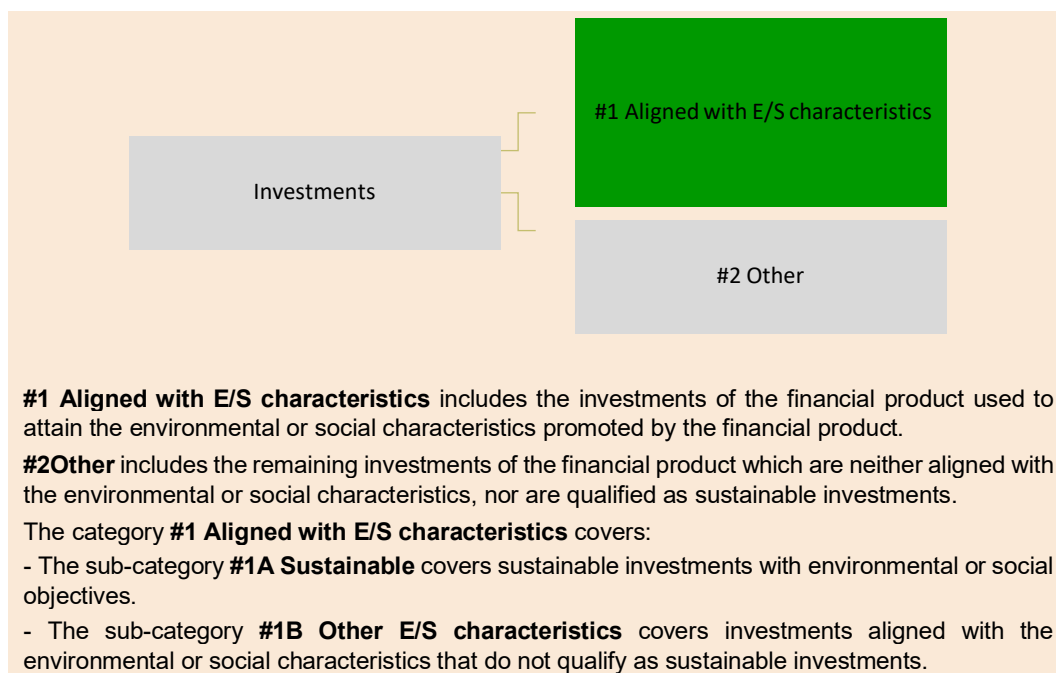 #1 Aligned with E/S characteristics
Investments
#2 Other
#1 Aligned with E/S characteristics includes the investments of the financial product used to
attain the environmental or social characteristics promoted by the financial product.
#2Other includes the remaining investments of the financial product which are neither aligned with
the environmental or social characteristics, nor are qualified as sustainable investments.
The category #1 Aligned with E/S characteristics covers:
- The sub-category #1A Sustainable covers sustainable investments with environmental or social
objectives.
- The sub-category #1B Other E/S characteristics covers investments aligned with the
environmental or social characteristics that do not qualify as sustainable investments.